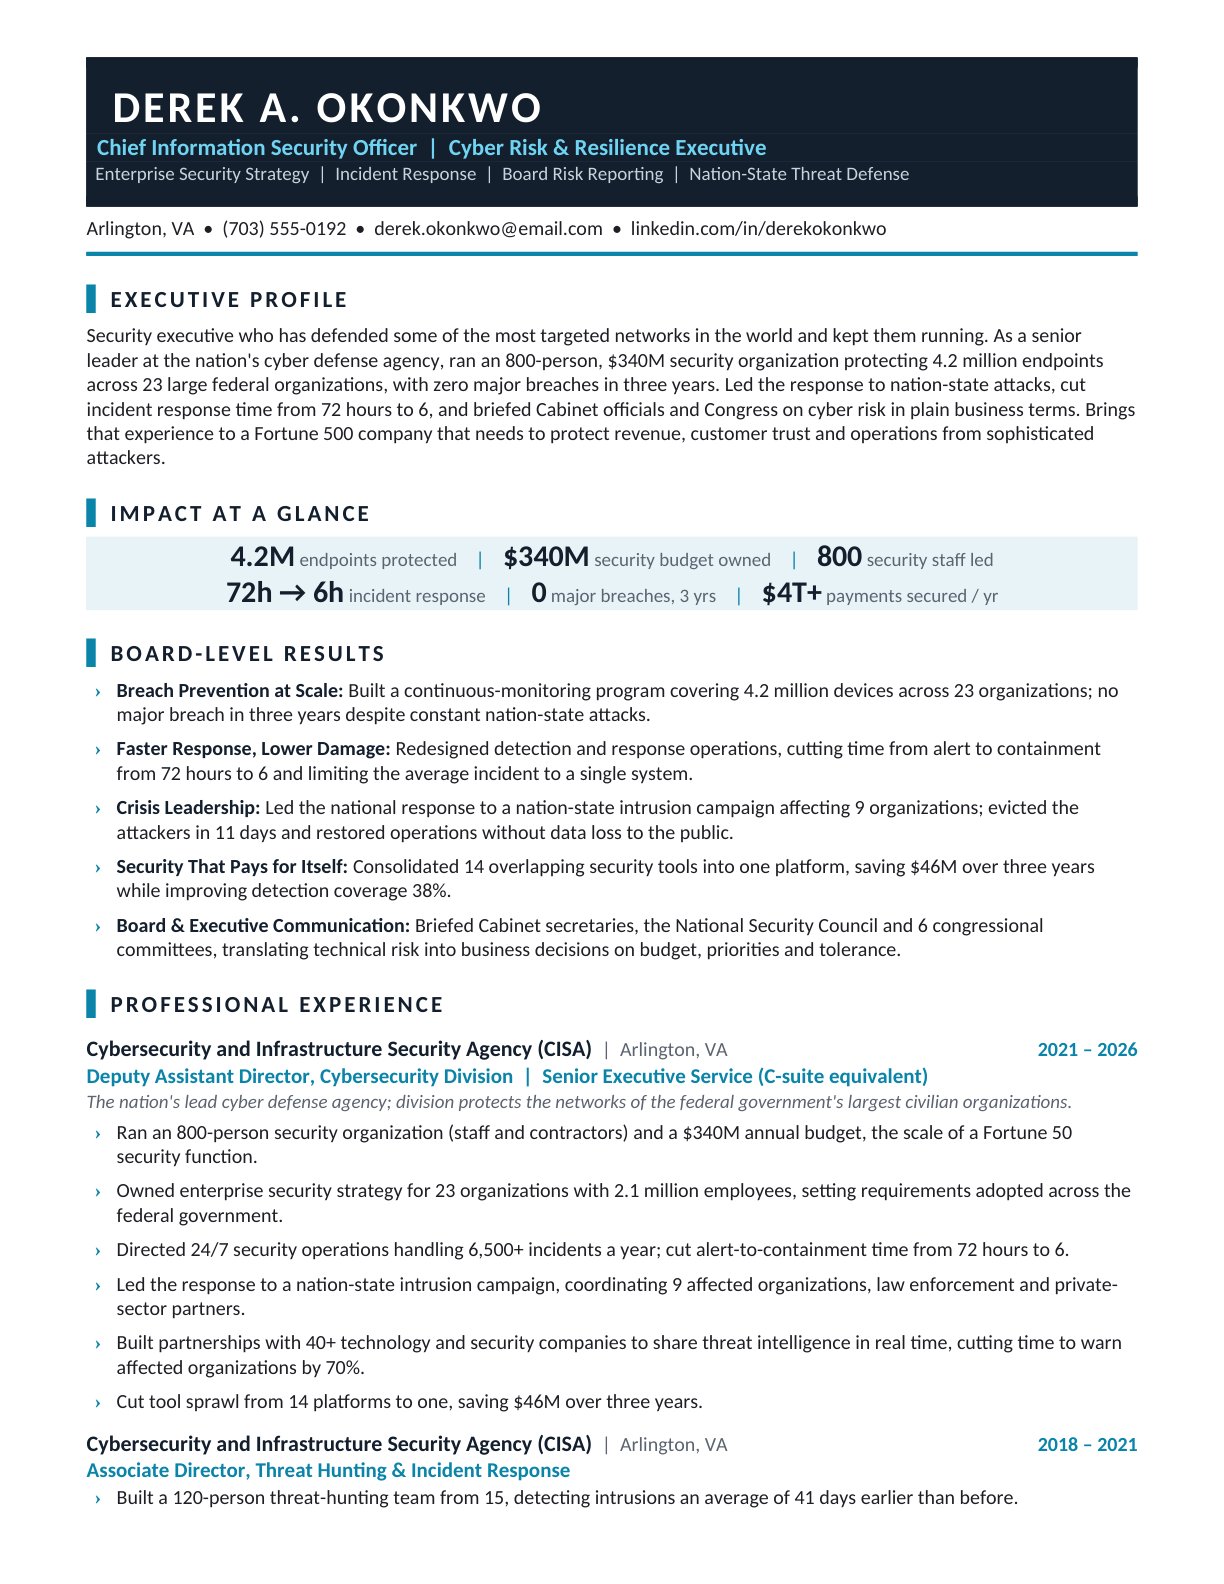 DEREK A. OKONKWO
Chief Information Security Officer | Cyber Risk & Resilience Executive
Enterprise Security Strategy | Incident Response | Board Risk Reporting | Nation-State Threat Defense
Arlington, VA • (703) 555-0192 • derek.okonkwo@email.com • linkedin.com/in/derekokonkwo
EXECUTIVE PROFILE
Security executive who has defended some of the most targeted networks in the world and kept them running. As a senior
leader at the nation's cyber defense agency, ran an 800-person, $340M security organization protecting 4.2 million endpoints
across 23 large federal organizations, with zero major breaches in three years. Led the response to nation-state attacks, cut
incident response time from 72 hours to 6, and briefed Cabinet officials and Congress on cyber risk in plain business terms. Brings
that experience to a Fortune 500 company that needs to protect revenue, customer trust and operations from sophisticated
attackers.
IMPACT AT A GLANCE
4.2M endpoints protected | $340M security budget owned | 800 security staff led
72h → 6h incident response | 0 major breaches, 3 yrs | $4T+ payments secured / yr
BOARD-LEVEL RESULTS
› Breach Prevention at Scale: Built a continuous-monitoring program covering 4.2 million devices across 23 organizations; no
major breach in three years despite constant nation-state attacks.
› Faster Response, Lower Damage: Redesigned detection and response operations, cutting time from alert to containment
from 72 hours to 6 and limiting the average incident to a single system.
› Crisis Leadership: Led the national response to a nation-state intrusion campaign affecting 9 organizations; evicted the
attackers in 11 days and restored operations without data loss to the public.
› Security That Pays for Itself: Consolidated 14 overlapping security tools into one platform, saving $46M over three years
while improving detection coverage 38%.
› Board & Executive Communication: Briefed Cabinet secretaries, the National Security Council and 6 congressional
committees, translating technical risk into business decisions on budget, priorities and tolerance.
PROFESSIONAL EXPERIENCE
Cybersecurity and Infrastructure Security Agency (CISA) | Arlington, VA 2021 – 2026
Deputy Assistant Director, Cybersecurity Division | Senior Executive Service (C-suite equivalent)
The nation's lead cyber defense agency; division protects the networks of the federal government's largest civilian organizations.
› Ran an 800-person security organization (staff and contractors) and a $340M annual budget, the scale of a Fortune 50
security function.
› Owned enterprise security strategy for 23 organizations with 2.1 million employees, setting requirements adopted across the
federal government.
› Directed 24/7 security operations handling 6,500+ incidents a year; cut alert-to-containment time from 72 hours to 6.
› Led the response to a nation-state intrusion campaign, coordinating 9 affected organizations, law enforcement and private-
sector partners.
› Built partnerships with 40+ technology and security companies to share threat intelligence in real time, cutting time to warn
affected organizations by 70%.
› Cut tool sprawl from 14 platforms to one, saving $46M over three years.
Cybersecurity and Infrastructure Security Agency (CISA) | Arlington, VA 2018 – 2021
Associate Director, Threat Hunting & Incident Response
› Built a 120-person threat-hunting team from 15, detecting intrusions an average of 41 days earlier than before.